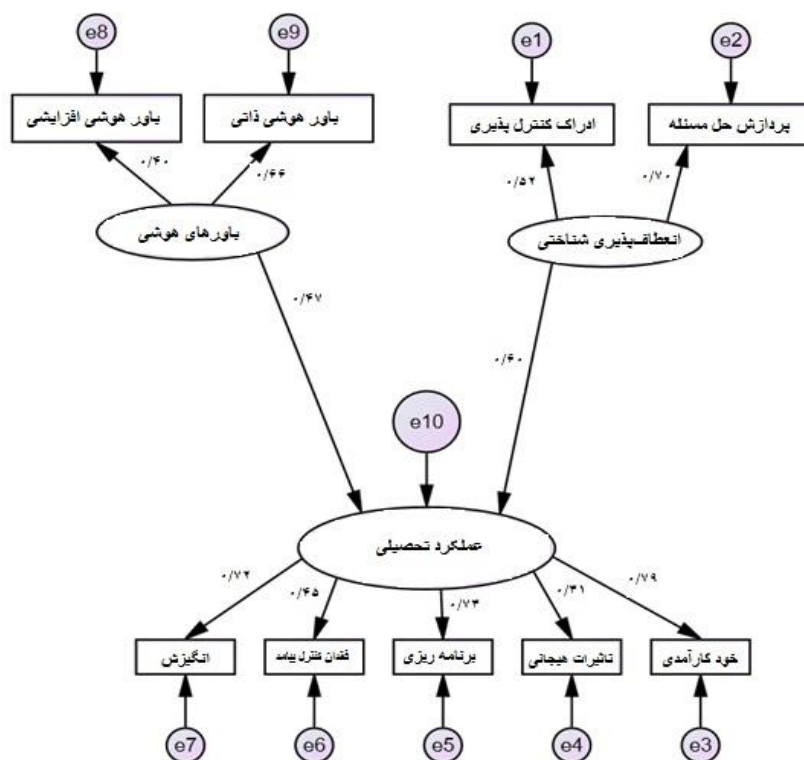 e8
e9
e1
e2
باور هوشی افزایشی
باور هوشی ذاتی
ادراک کنترل پذیری
پردازش حل مسئله
۰/۴۰
۰/۶۶
۰/۵۲
۰/۷۰
باورهای هوشی
انعطاف‌پذیری شناختی
۰/۴۷
۰/۶۰
e10
عملکرد تحصیلی
۰/۷۲
۰/۴۵
۰/۷۳
۰/۳۱
۰/۷۹
انگیزش
فقدان کنترل پیامد
برنامه ریزی
تاثیرات هیجانی
خود کارآمدی
e7
e6
e5
e4
e3